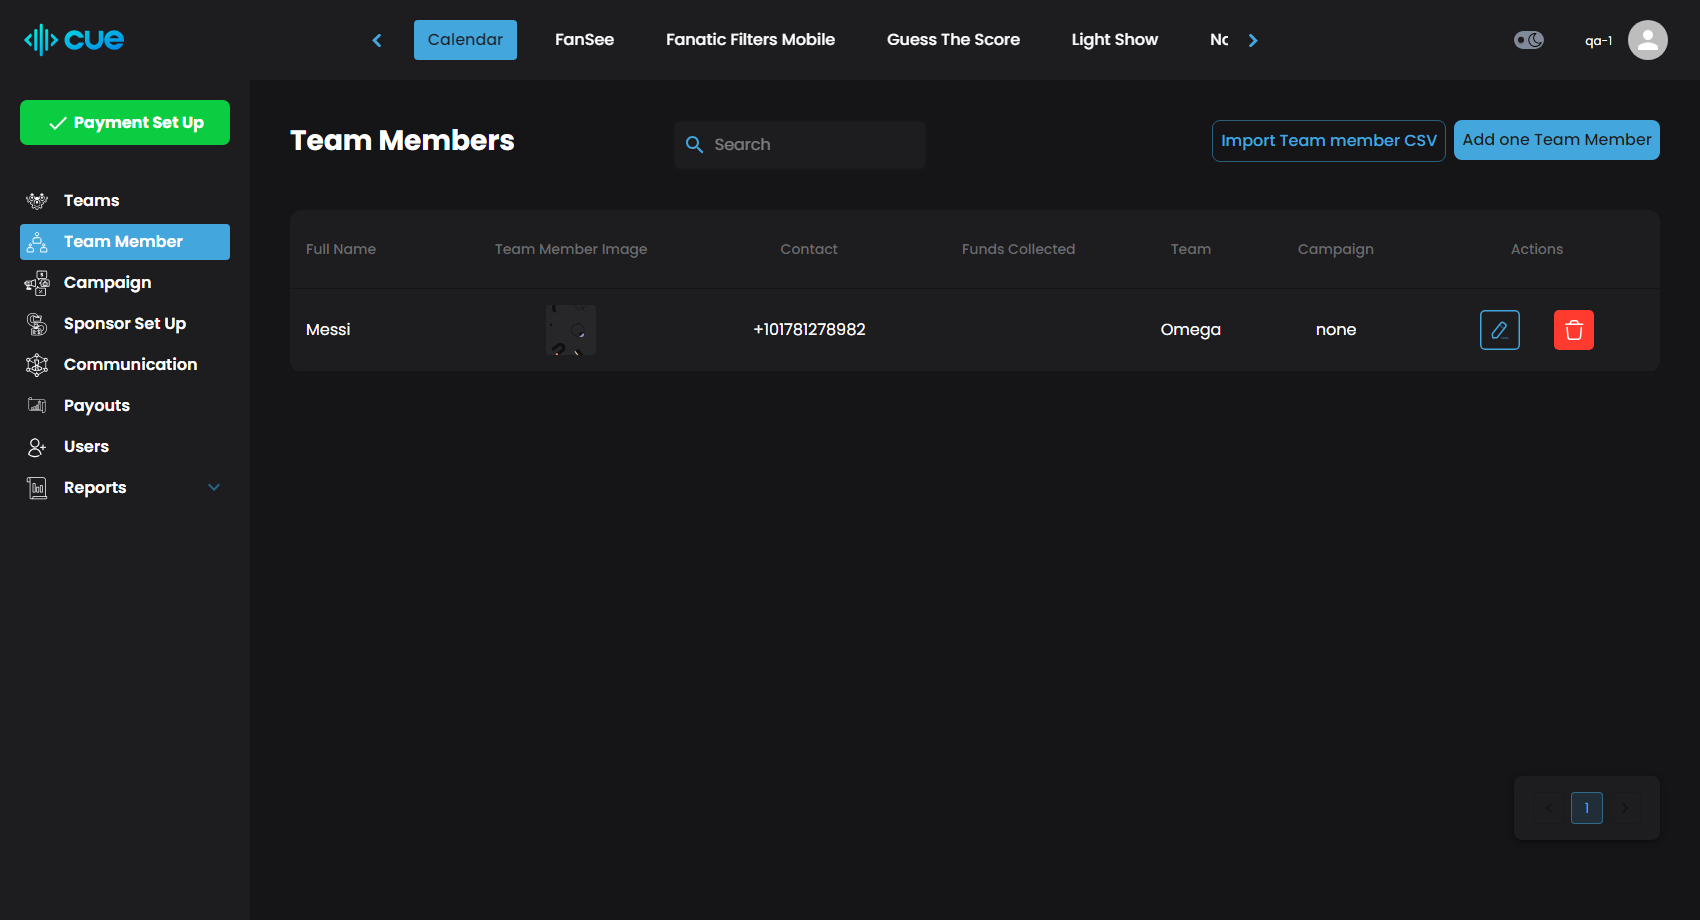 cue
Calendar FanSee Fanatic Filters Mobile Guess The Score Light Show
qa-1
Payment Set Up
Teams
Team Member
Campaign
Sponsor Set Up
Communication
Payouts
Users
Reports
Team Members
Search
Import Team member CSV
Add one Team Member
Full Name Team Member Image Contact Funds Collected Team Campaign Actions
Messi +101781278982 Omega none
1